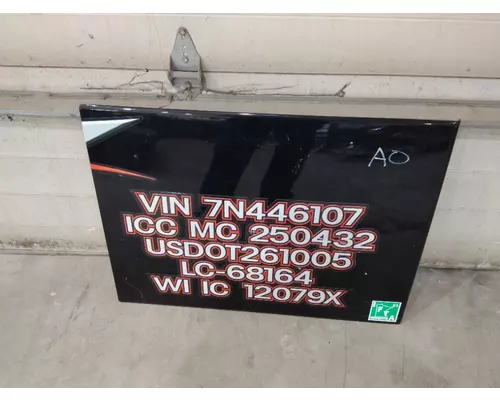 AO
VIN 7N446107
ICC MC 250432
USDOT261005
LC-68164
WI IC 12079X